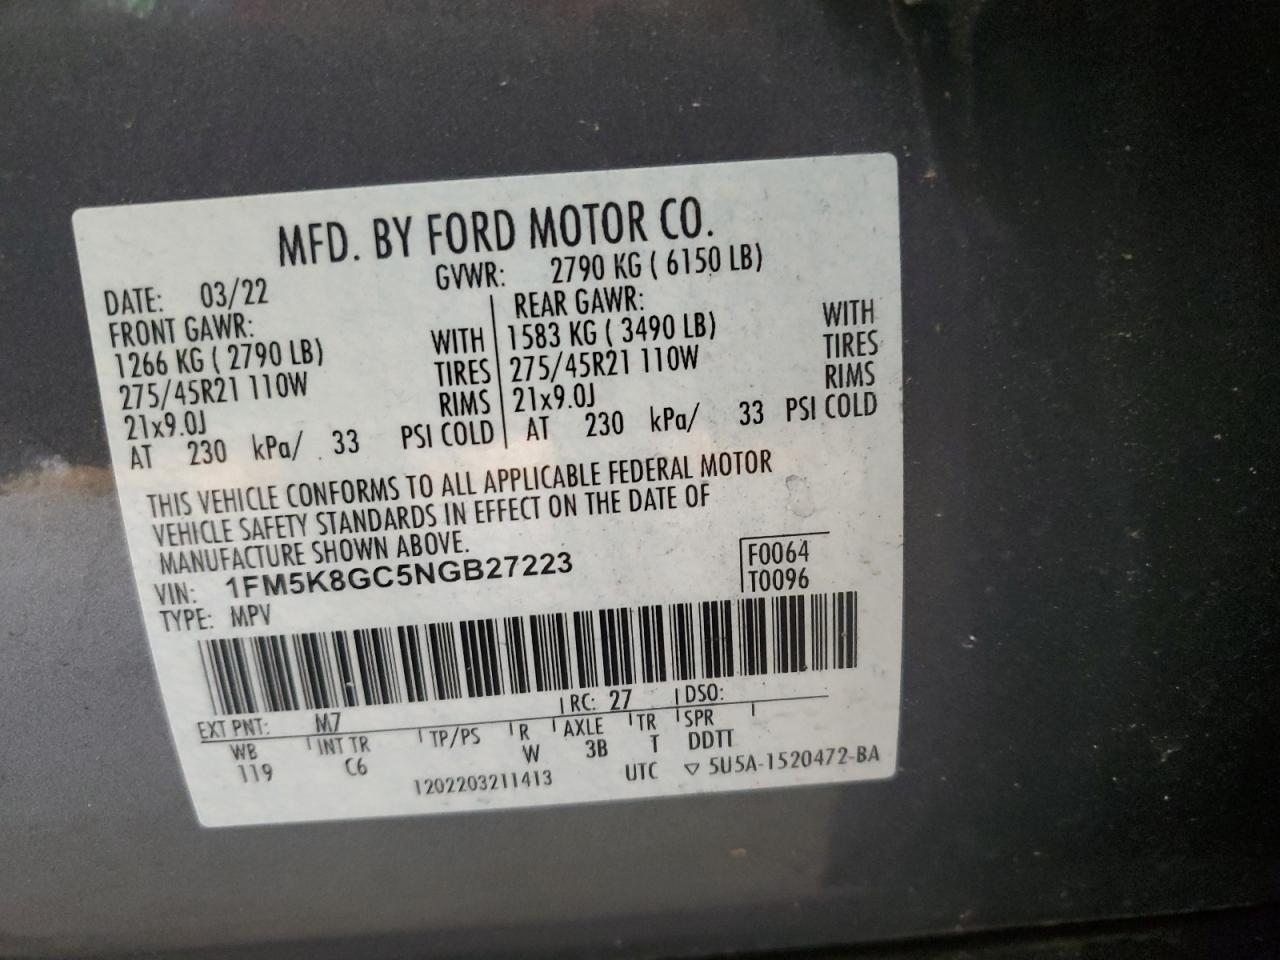 MFD. BY FORD MOTOR CO.
DATE: 03/22 GVWR: 2790 KG ( 6150 LB)
FRONT GAWR: REAR GAWR:
1266 KG ( 2790 LB) WITH 1583 KG ( 3490 LB) WITH
275/45R21 110W TIRES 275/45R21 110W TIRES
21x9.0J RIMS 21x9.0J RIMS
AT 230 kPa/ 33 PSI COLD AT 230 kPa/ 33 PSI COLD
THIS VEHICLE CONFORMS TO ALL APPLICABLE FEDERAL MOTOR
VEHICLE SAFETY STANDARDS IN EFFECT ON THE DATE OF
MANUFACTURE SHOWN ABOVE.
VIN: 1FM5K8GC5NGB27223 F0064
TYPE: MPV T0096
EXT PNT: M7 RC: 27 DSO:
WB INT TR TP/PS R AXLE TR SPR
119 C6 W 3B T DDTT
1202203211413 UTC ▽ 5U5A-1520472-BA